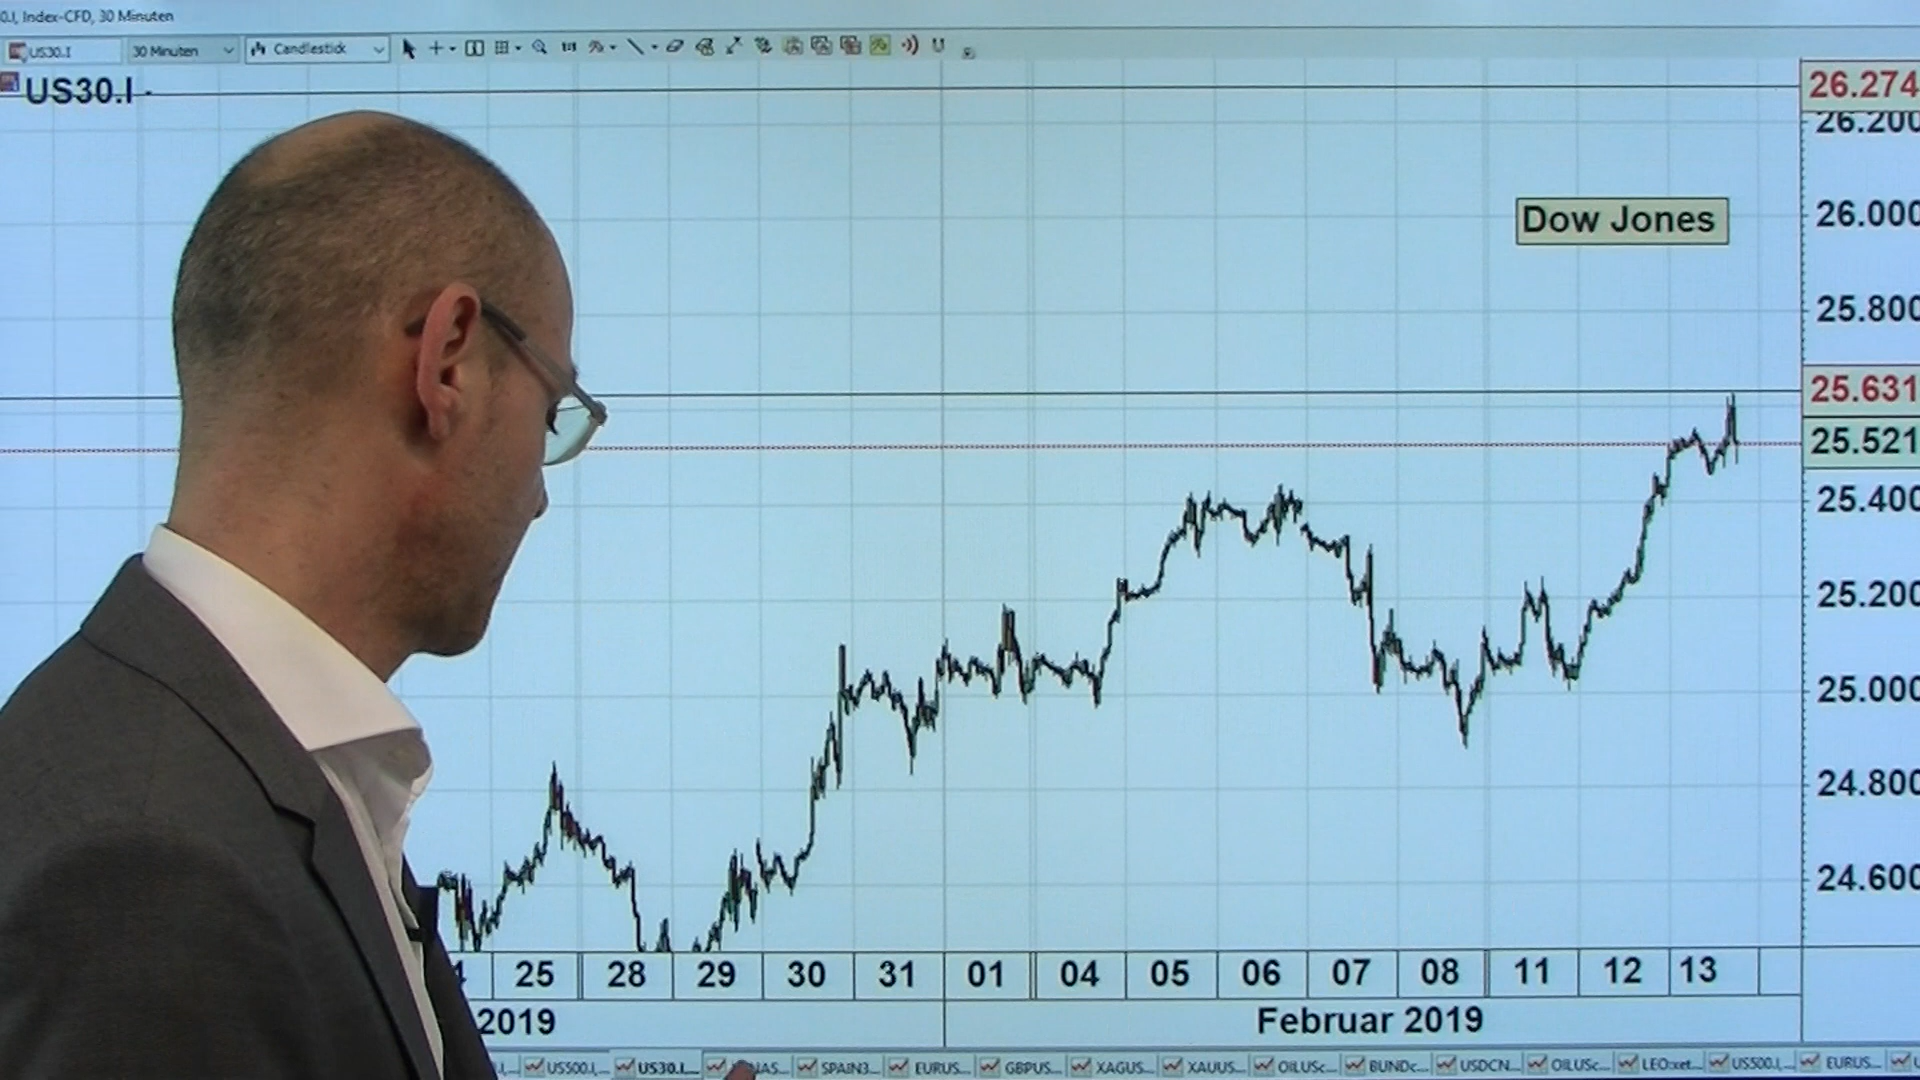 0.I, Index-CFD, 30 Minuten
US30.I 30 Minuten Candlestick
US30.I
26.274
26.200
Dow Jones
26.000
25.800
25.631
25.521
25.400
25.200
25.000
24.800
24.600
4 25 28 29 30 31 01 04 05 06 07 08 11 12 13
2019 Februar 2019
US500.I,... US30.I,... NAS... SPAIN3... EURUS... GBPUS... XAGUS... XAUUS... OILUSc... BUNDc... USDCN... OILUSc... LEO:xet... US500.I,... EURUS...